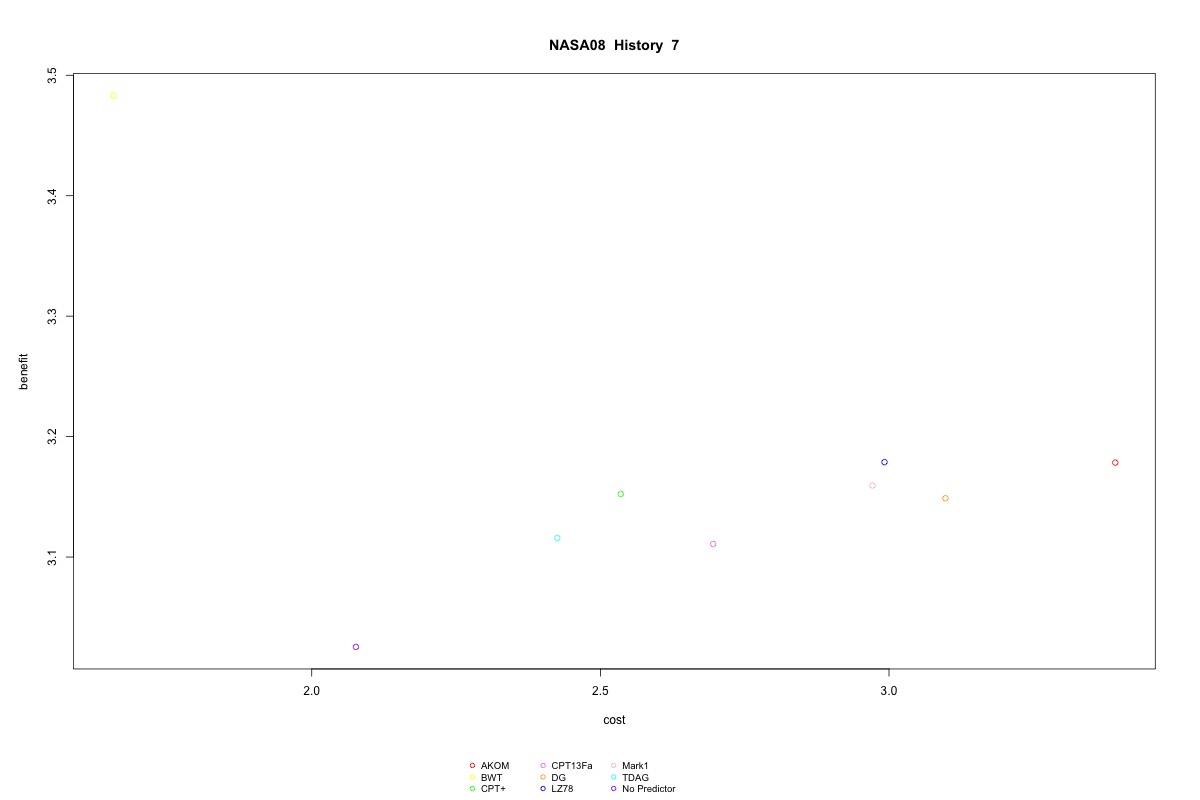 NASA08 History 7
3.5
3.4
3.3
3.2
3.1
benefit
2.0 2.5 3.0
cost
AKOM CPT13Fa Mark1
BWT DG TDAG
CPT+ LZ78 No Predictor